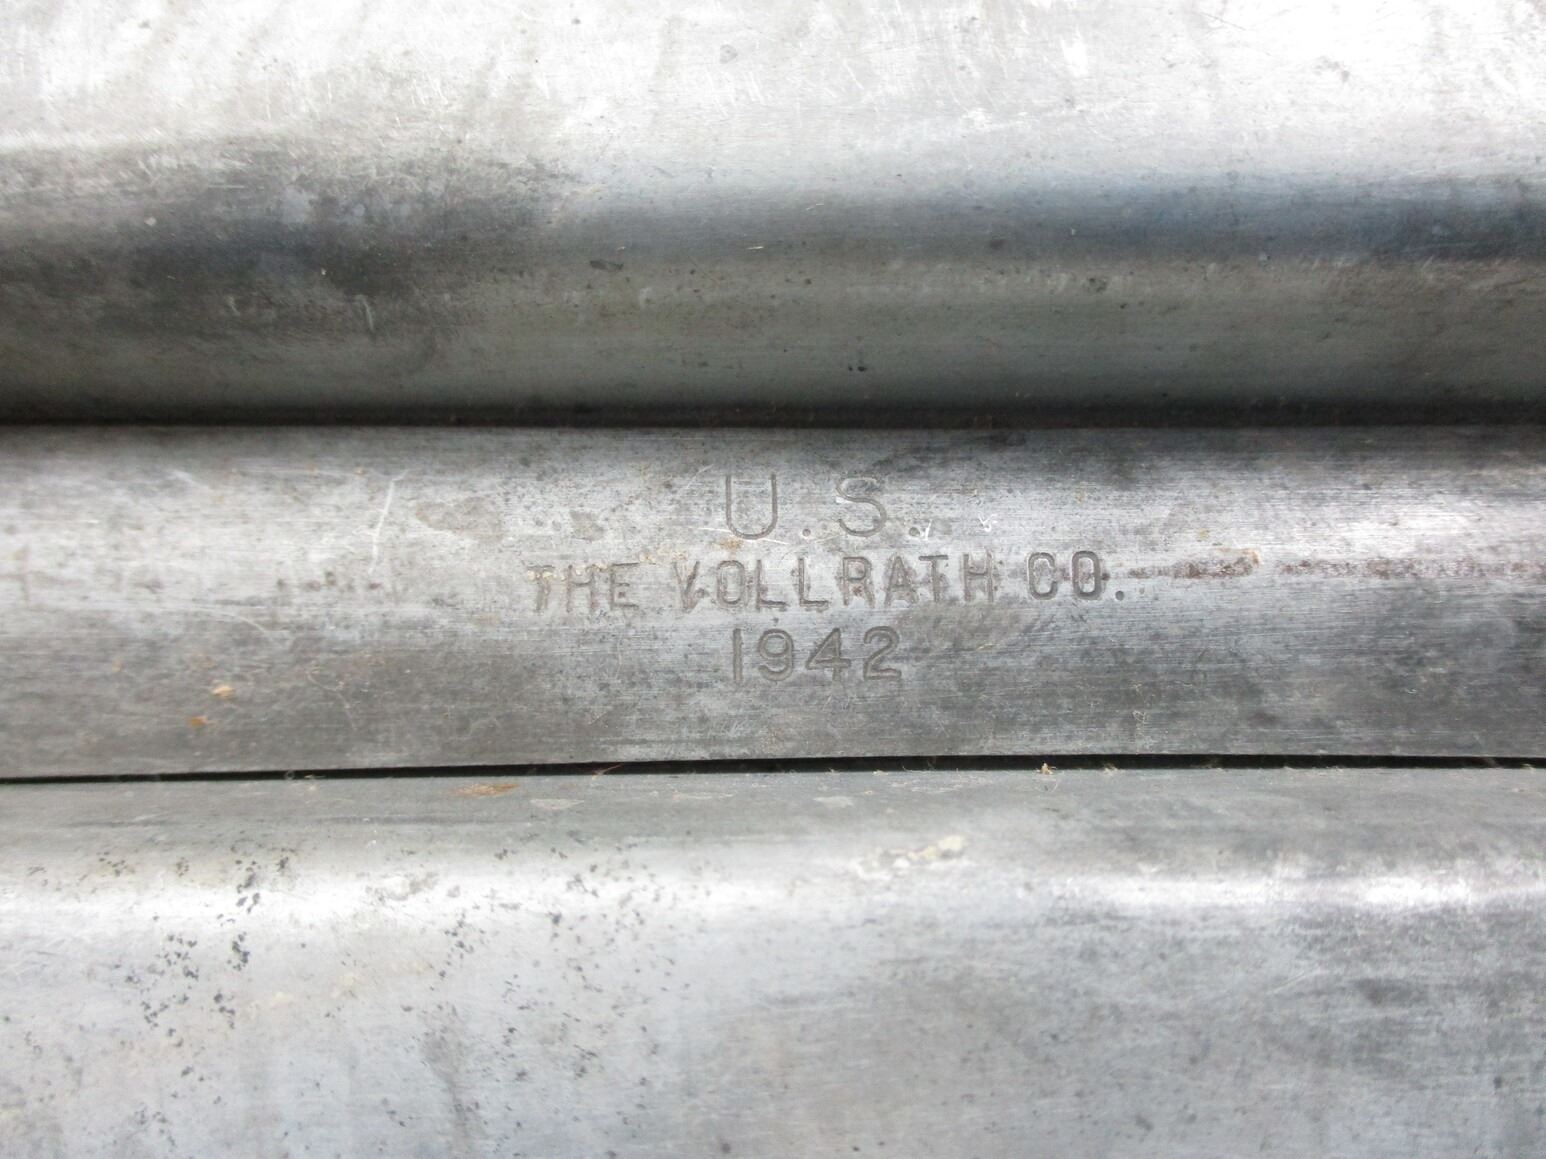 U.S.
THE VOLLRATH CO.
1942